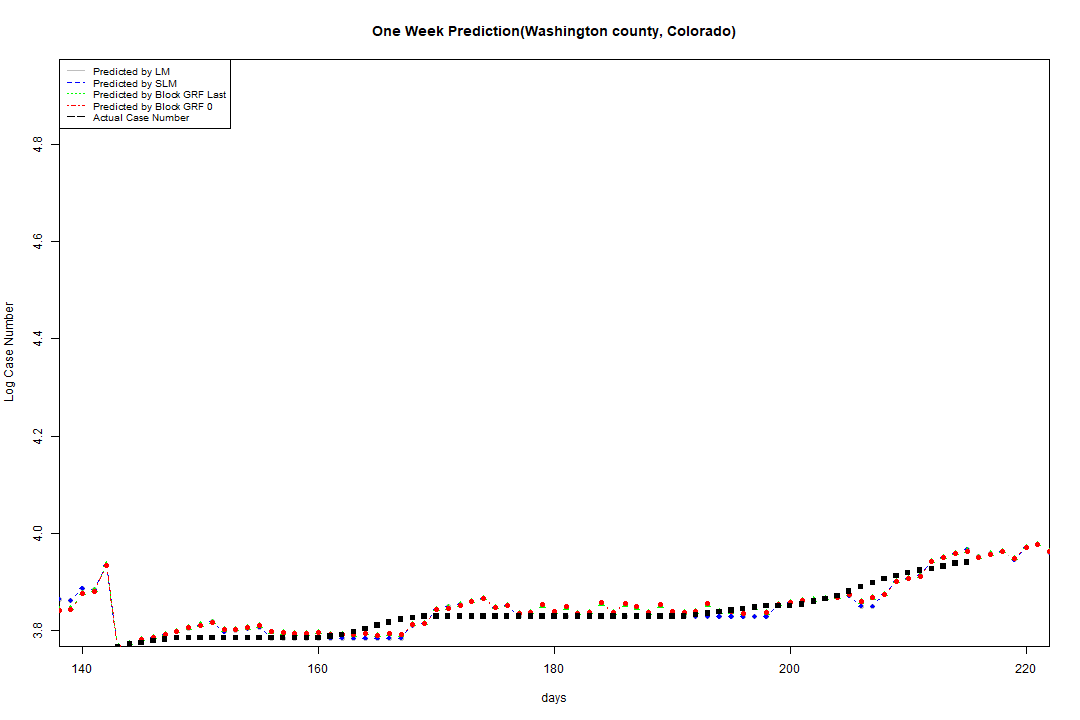 One Week Prediction(Washington county, Colorado)
Predicted by LM
Predicted by SLM
Predicted by Block GRF Last
Predicted by Block GRF 0
Actual Case Number
4.8
4.6
4.4
4.2
4.0
3.8
Log Case Number
140 160 180 200 220
days